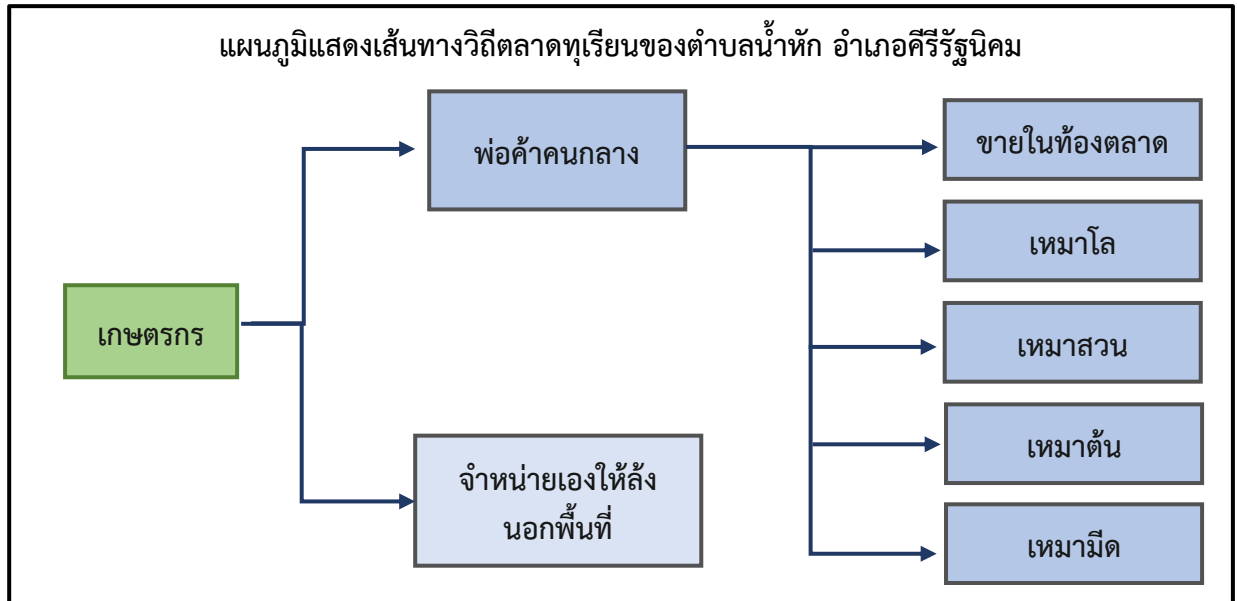 แผนภูมิแสดงเส้นทางวิถีตลาดทุเรียนของตำบลน้ำหัก อำเภอคีรีรัฐนิคม
พ่อค้าคนกลาง
ขายในท้องตลาด
เหมาโล
เกษตรกร
เหมาสวน
จำหน่ายเองให้ล้ง
นอกพื้นที่
เหมาต้น
เหมามีด